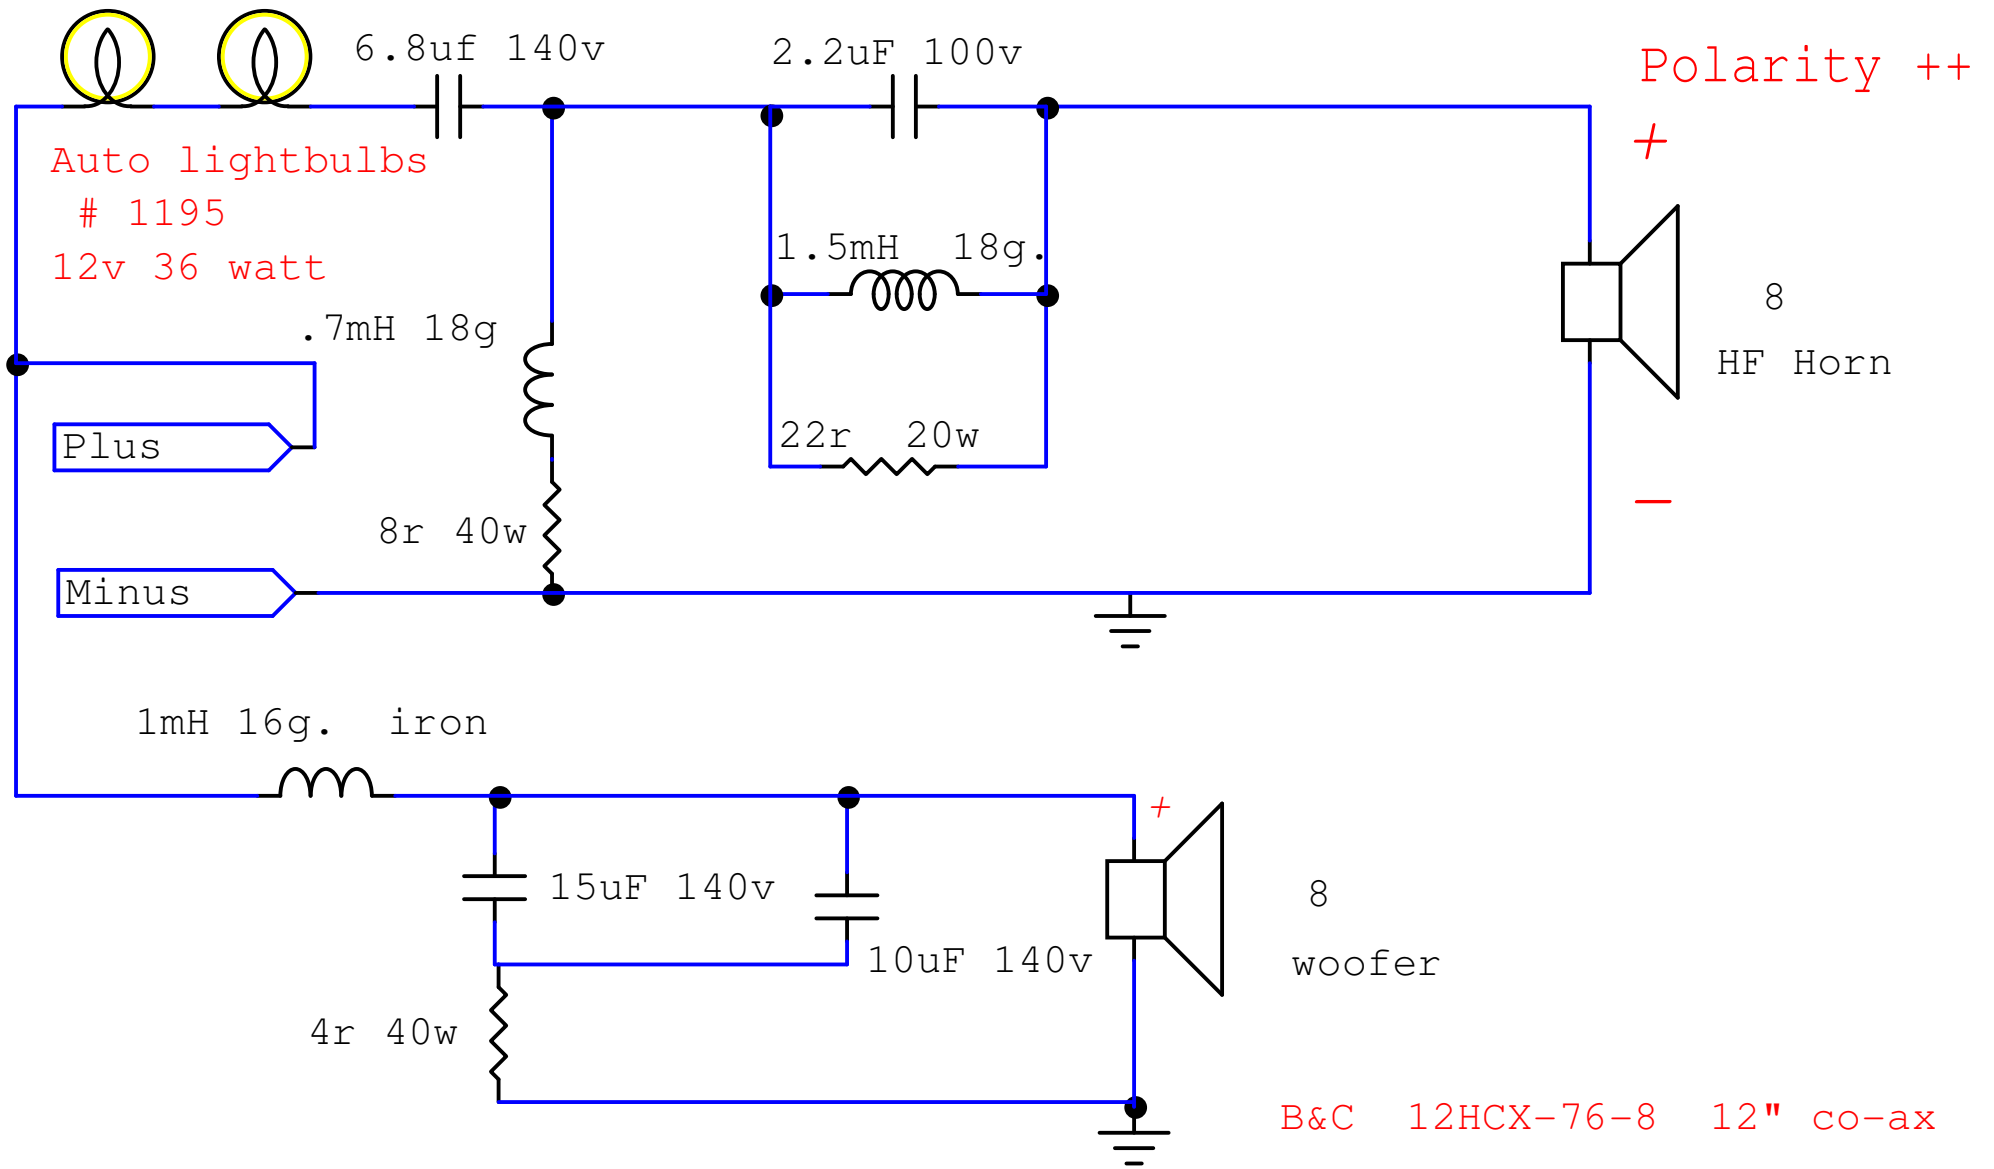 6.8uf 140v
2.2uF 100v
Polarity ++
+
Auto lightbulbs
# 1195
12v 36 watt
1.5mH 18g.
.7mH 18g
8
HF Horn
Plus
22r 20w
−
8r 40w
Minus
1mH 16g. iron
+
15uF 140v
8
10uF 140v
woofer
4r 40w
B&C 12HCX-76-8 12" co-ax